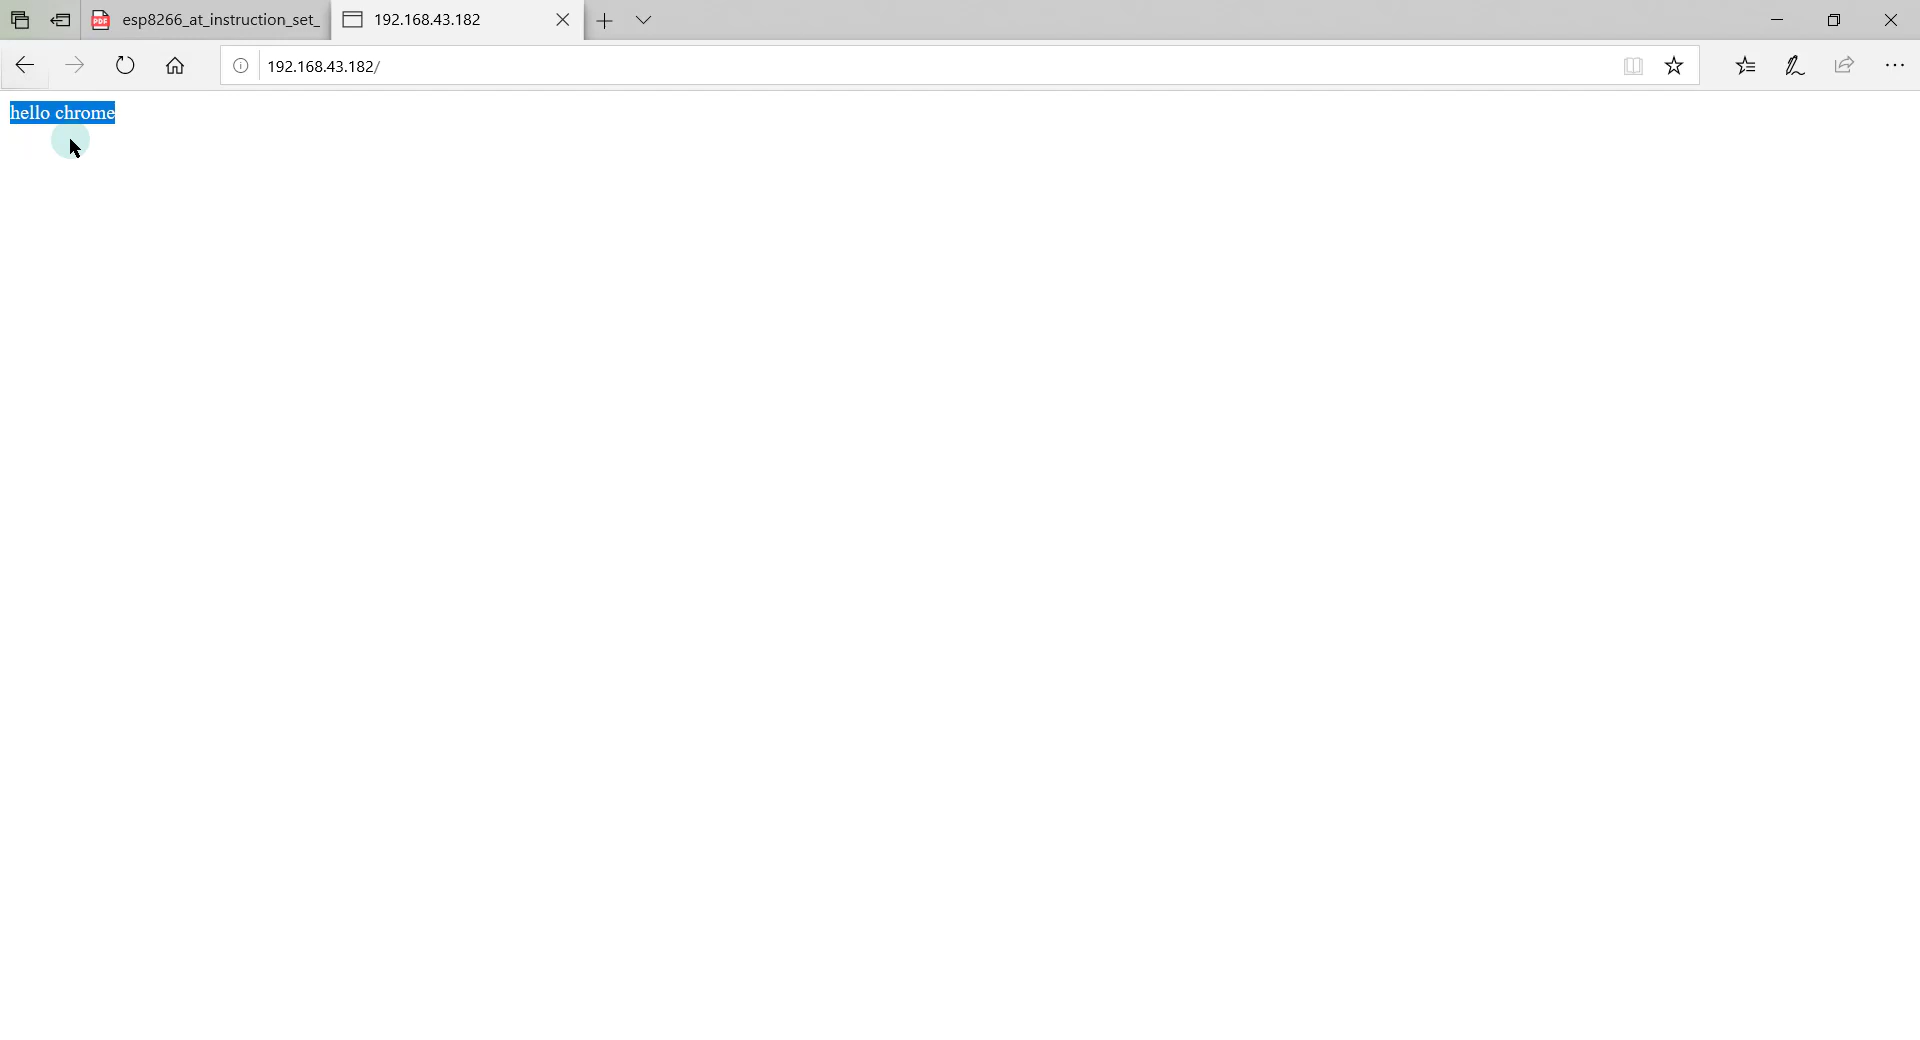 esp8266_at_instruction_set_
192.168.43.182
192.168.43.182/
hello chrome